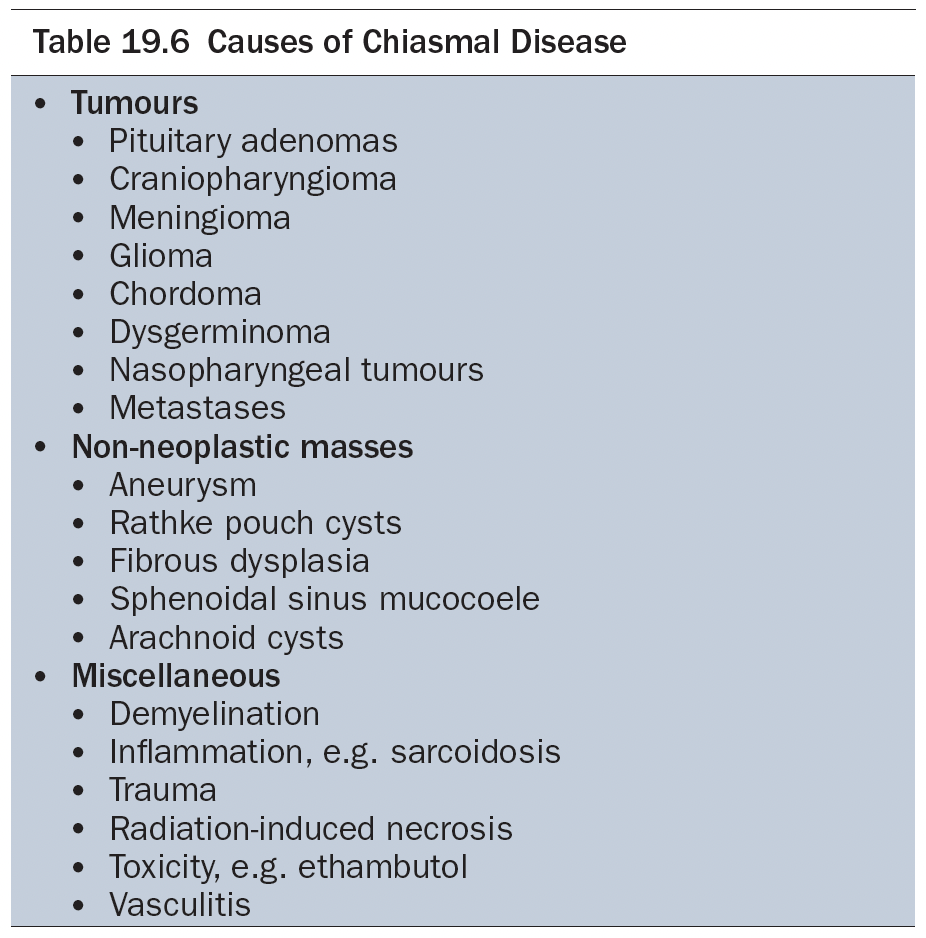 Table 19.6 Causes of Chiasmal Disease
• Tumours
• Pituitary adenomas
• Craniopharyngioma
• Meningioma
• Glioma
• Chordoma
• Dysgerminoma
• Nasopharyngeal tumours
• Metastases
• Non-neoplastic masses
• Aneurysm
• Rathke pouch cysts
• Fibrous dysplasia
• Sphenoidal sinus mucocoele
• Arachnoid cysts
• Miscellaneous
• Demyelination
• Inflammation, e.g. sarcoidosis
• Trauma
• Radiation-induced necrosis
• Toxicity, e.g. ethambutol
• Vasculitis